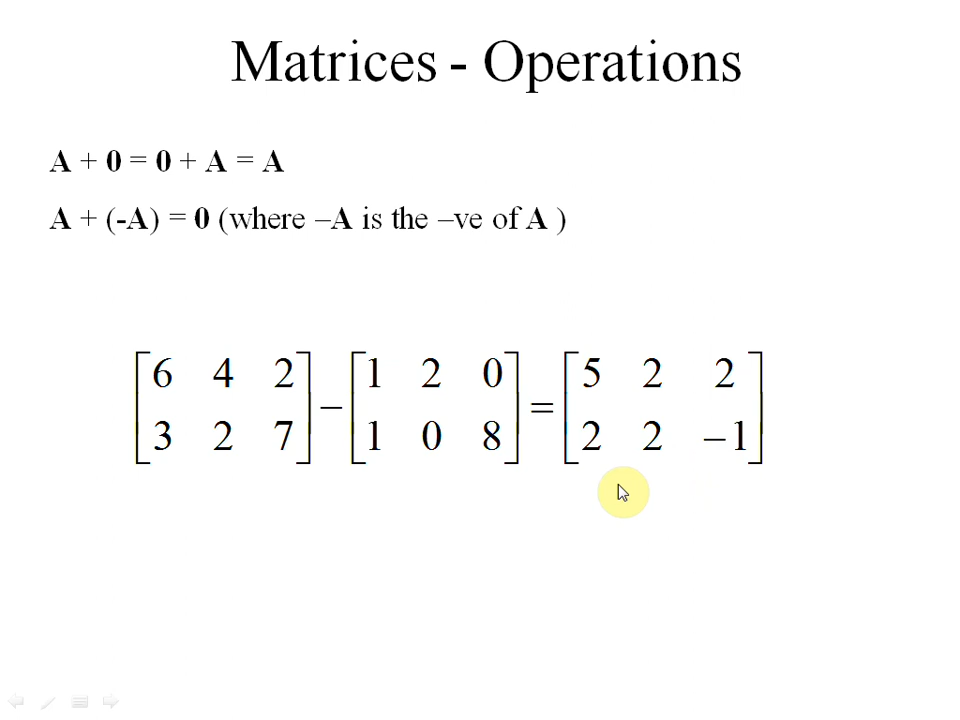 Matrices - Operations
A + 0 = 0 + A = A
A + (-A) = 0 (where –A is the –ve of A )
[6 4 2] − [1 2 0] = [5 2 2]
[3 2 7] [1 0 8] [2 2 −1]